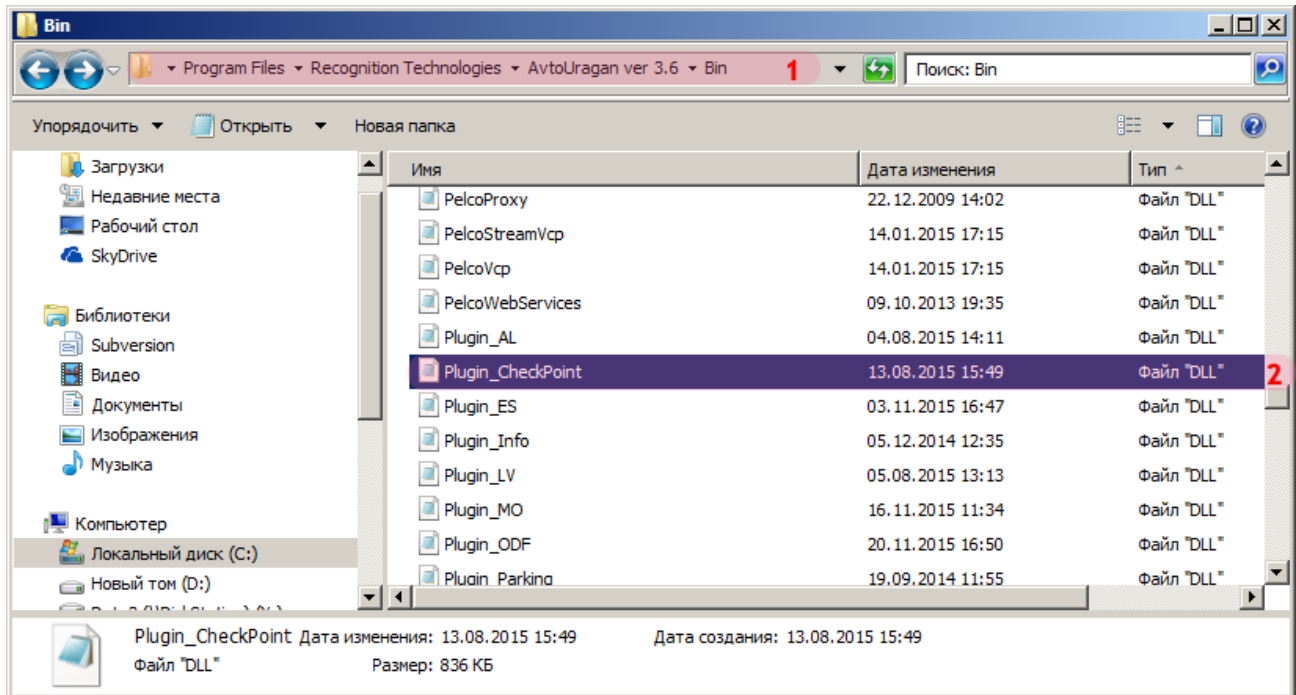 Bin
Program Files Recognition Technologies AvtoUragan ver 3.6 Bin 1 Поиск: Bin
Упорядочить Открыть Новая папка
Загрузки
Недавние места
Рабочий стол
SkyDrive
Библиотеки
Subversion
Видео
Документы
Изображения
Музыка
Компьютер
Локальный диск (C:)
Новый том (D:)
Имя Дата изменения Тип
PelcoProxy 22.12.2009 14:02 Файл "DLL"
PelcoStreamVcp 14.01.2015 17:15 Файл "DLL"
PelcoVcp 14.01.2015 17:15 Файл "DLL"
PelcoWebServices 09.10.2013 19:35 Файл "DLL"
Plugin_AL 04.08.2015 14:11 Файл "DLL"
Plugin_CheckPoint 13.08.2015 15:49 Файл "DLL" 2
Plugin_ES 03.11.2015 16:47 Файл "DLL"
Plugin_Info 05.12.2014 12:35 Файл "DLL"
Plugin_LV 05.08.2015 13:13 Файл "DLL"
Plugin_MO 16.11.2015 11:34 Файл "DLL"
Plugin_ODF 20.11.2015 16:50 Файл "DLL"
Plugin_Parking 19.09.2014 11:55 Файл "DLL"
Plugin_CheckPoint Дата изменения: 13.08.2015 15:49 Дата создания: 13.08.2015 15:49
Файл "DLL" Размер: 836 КБ